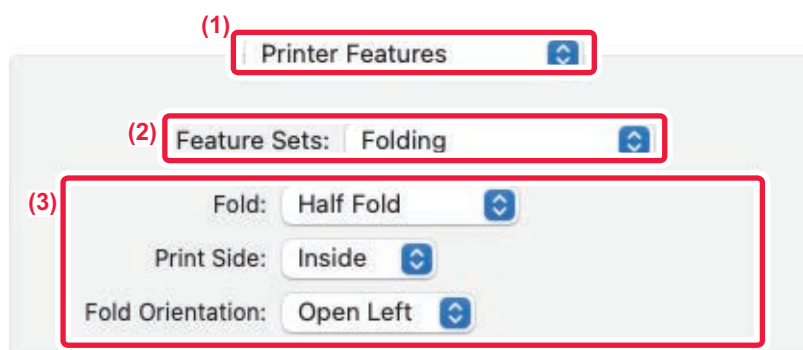 (1)
Printer Features
(2) Feature Sets: Folding
(3) Fold: Half Fold
Print Side: Inside
Fold Orientation: Open Left